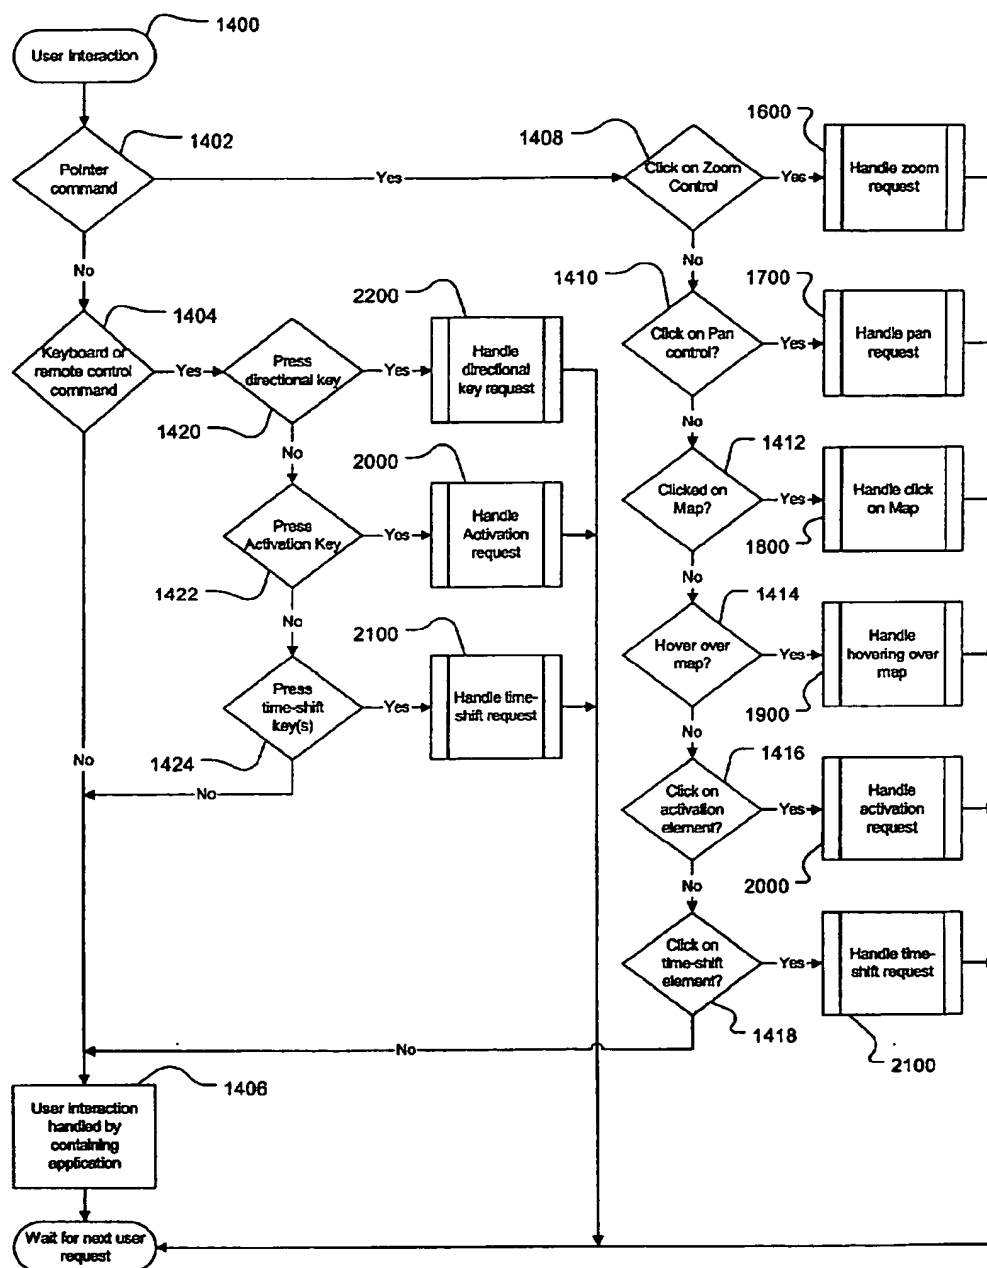 1400
User Interaction
1402
Pointer
command
Yes
1408
Click on Zoom
Control
Yes
1600
Handle zoom
request
No
No
1404
Keyboard or
remote control
command
Yes
Press
directional key
1420
Yes
2200
Handle
directional
key request
1410
Click on Pan
control?
Yes
1700
Handle pan
request
No
No
Press
Activation Key
1422
Yes
2000
Handle
Activation
request
1412
Clicked on
Map?
Yes
Handle click
on Map
1800
No
No
Press
time-shift
key(s)
1424
Yes
2100
Handle time-
shift request
1414
Hover over
map?
Yes
Handle
hovering over
map
1900
No
No
No
1416
Click on
activation
element?
Yes
Handle
activation
request
2000
No
Click on
time-shift
element?
1418
Yes
Handle time-
shift request
2100
No
1406
User interaction
handled by
containing
application
Wait for next user
request